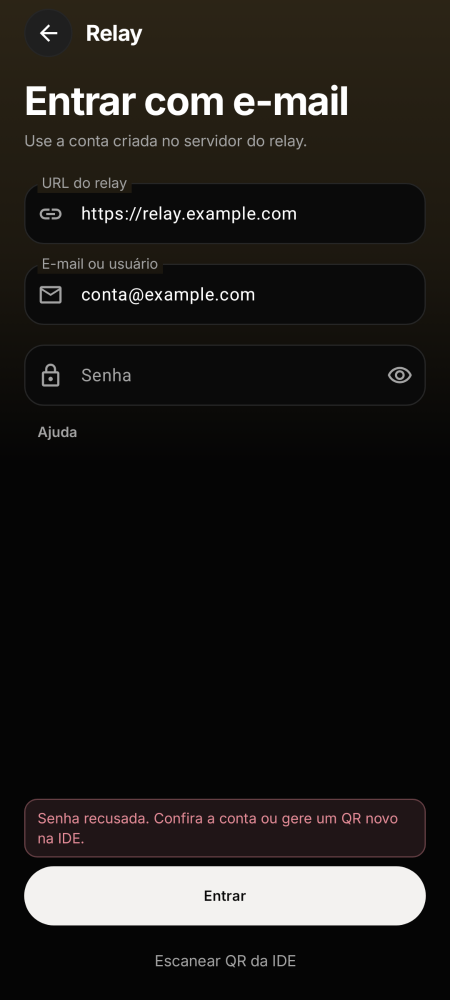 Relay
Entrar com e-mail
Use a conta criada no servidor do relay.
URL do relay
https://relay.example.com
E-mail ou usuário
conta@example.com
Senha
Ajuda
Senha recusada. Confira a conta ou gere um QR novo
na IDE.
Entrar
Escanear QR da IDE